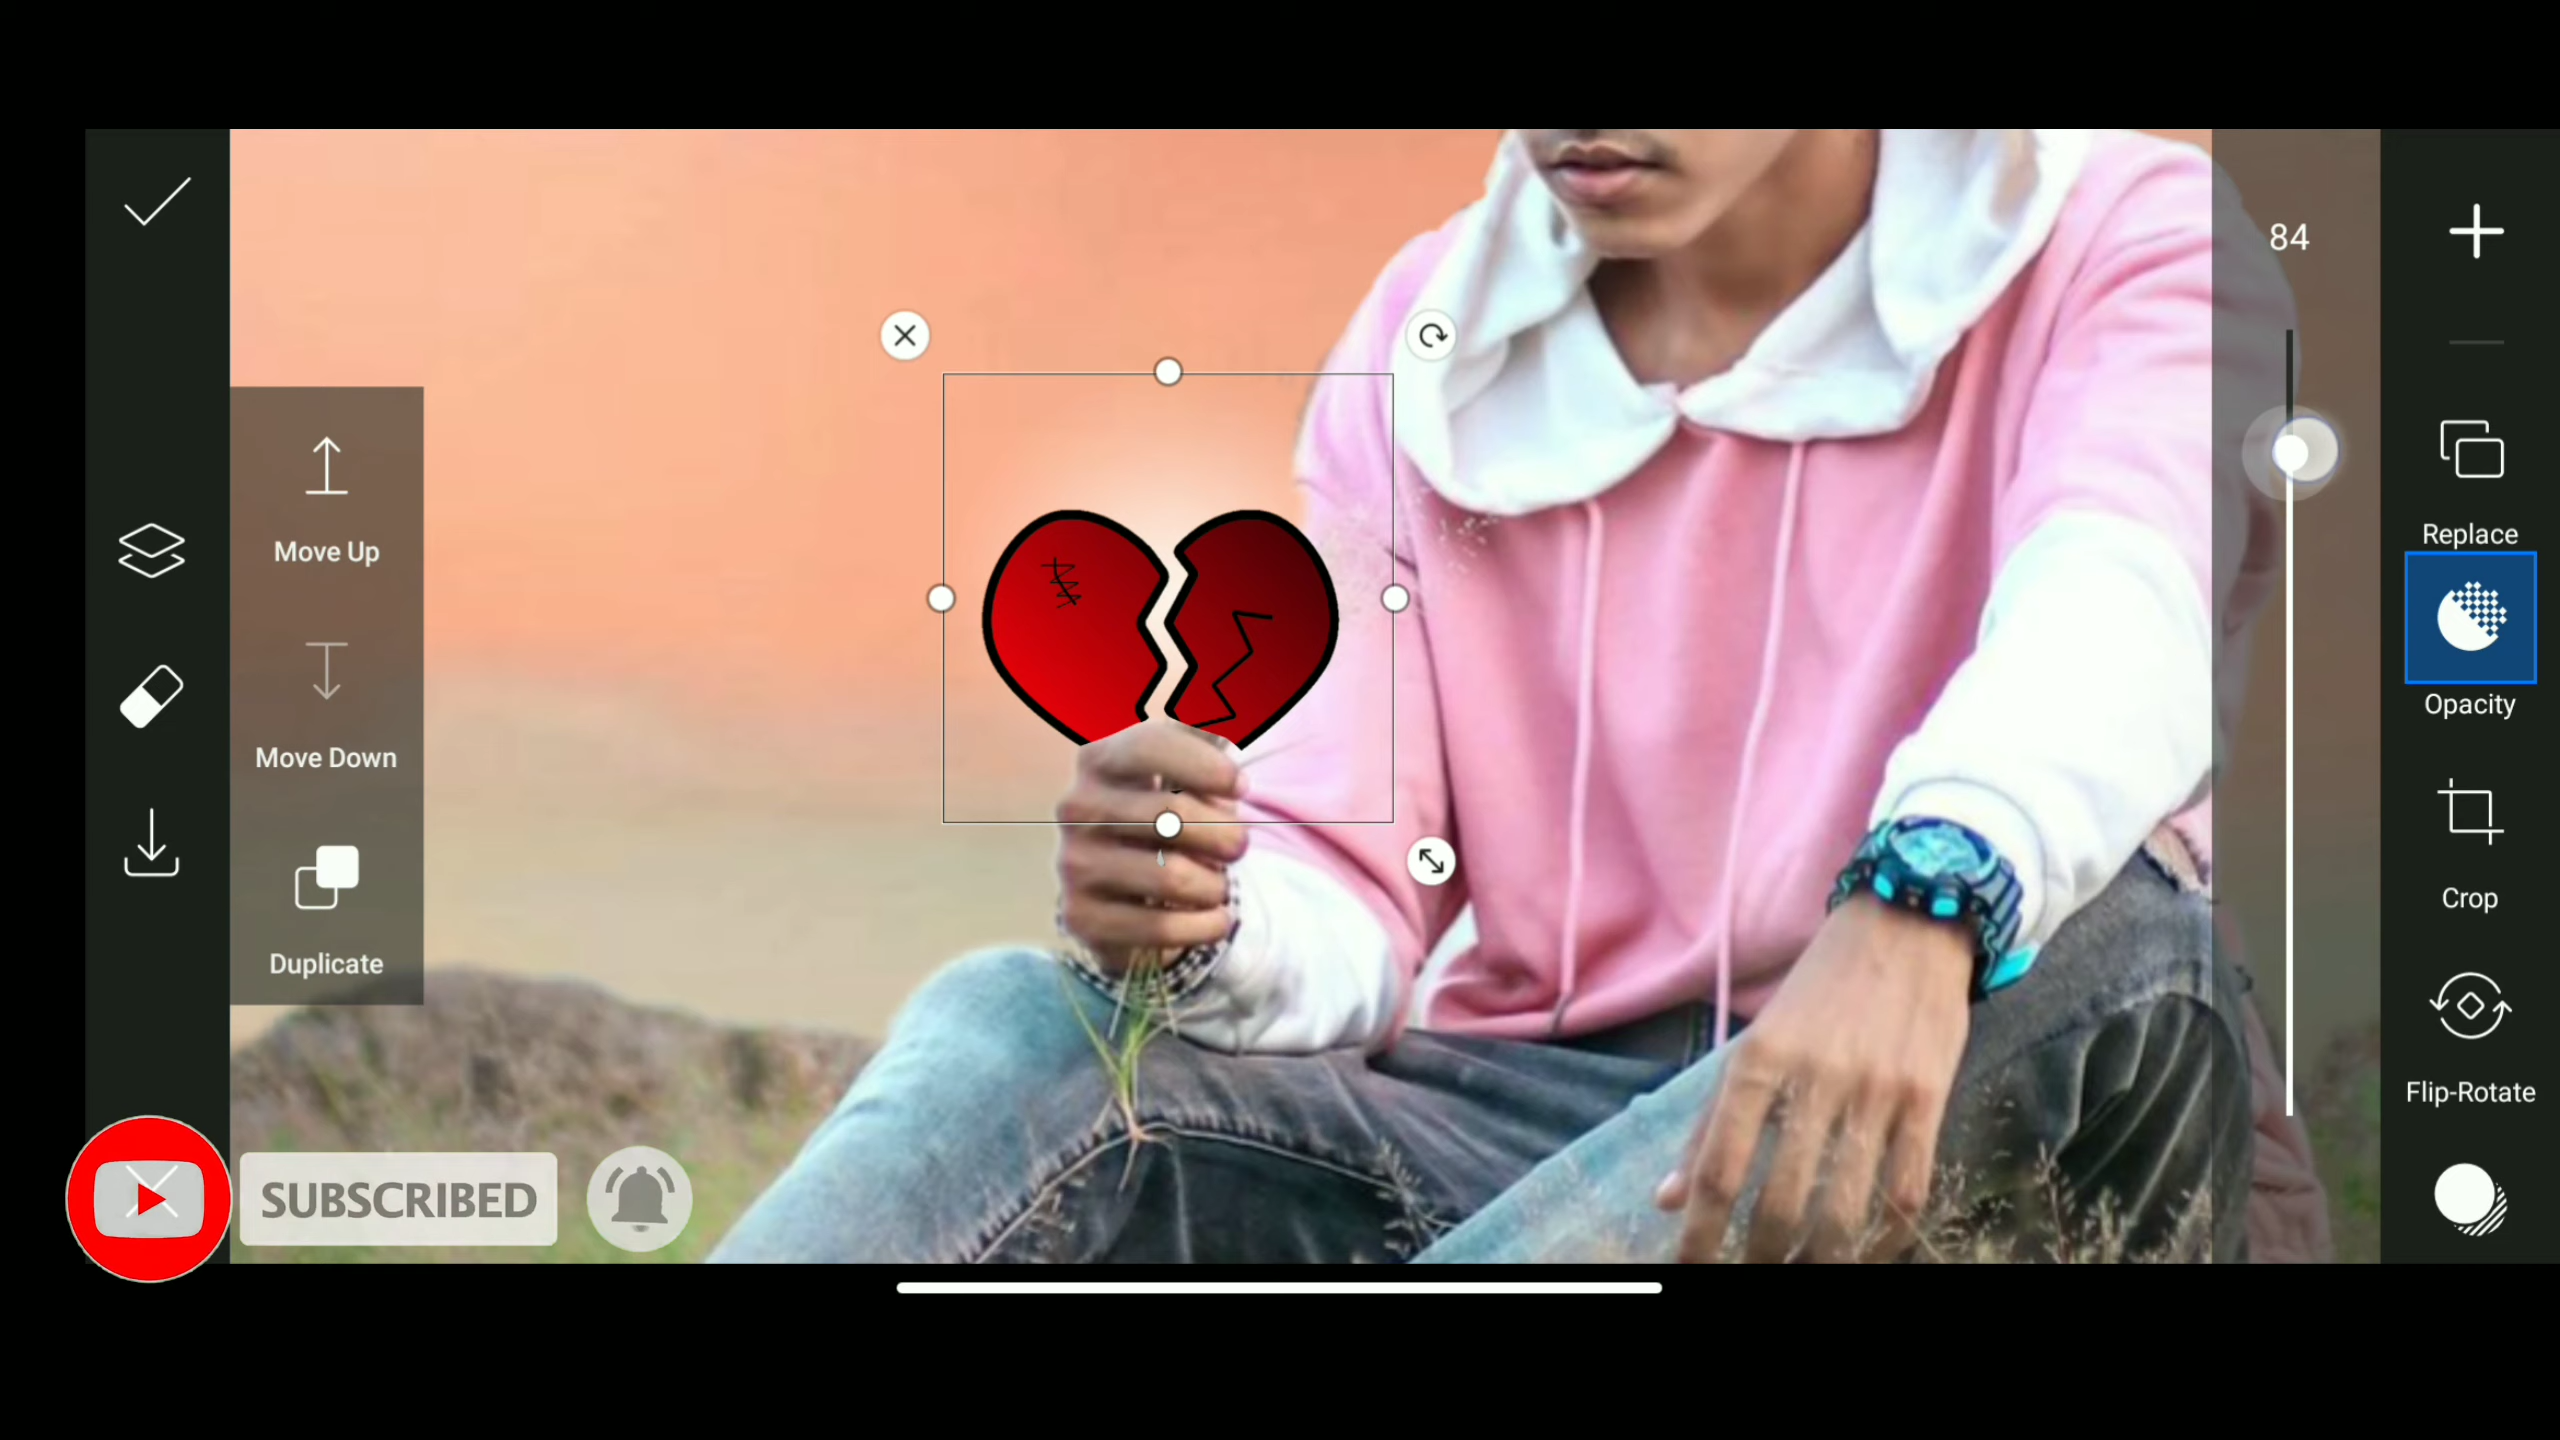 84
Move Up
Replace
Opacity
Move Down
Crop
Duplicate
Flip-Rotate
SUBSCRIBED